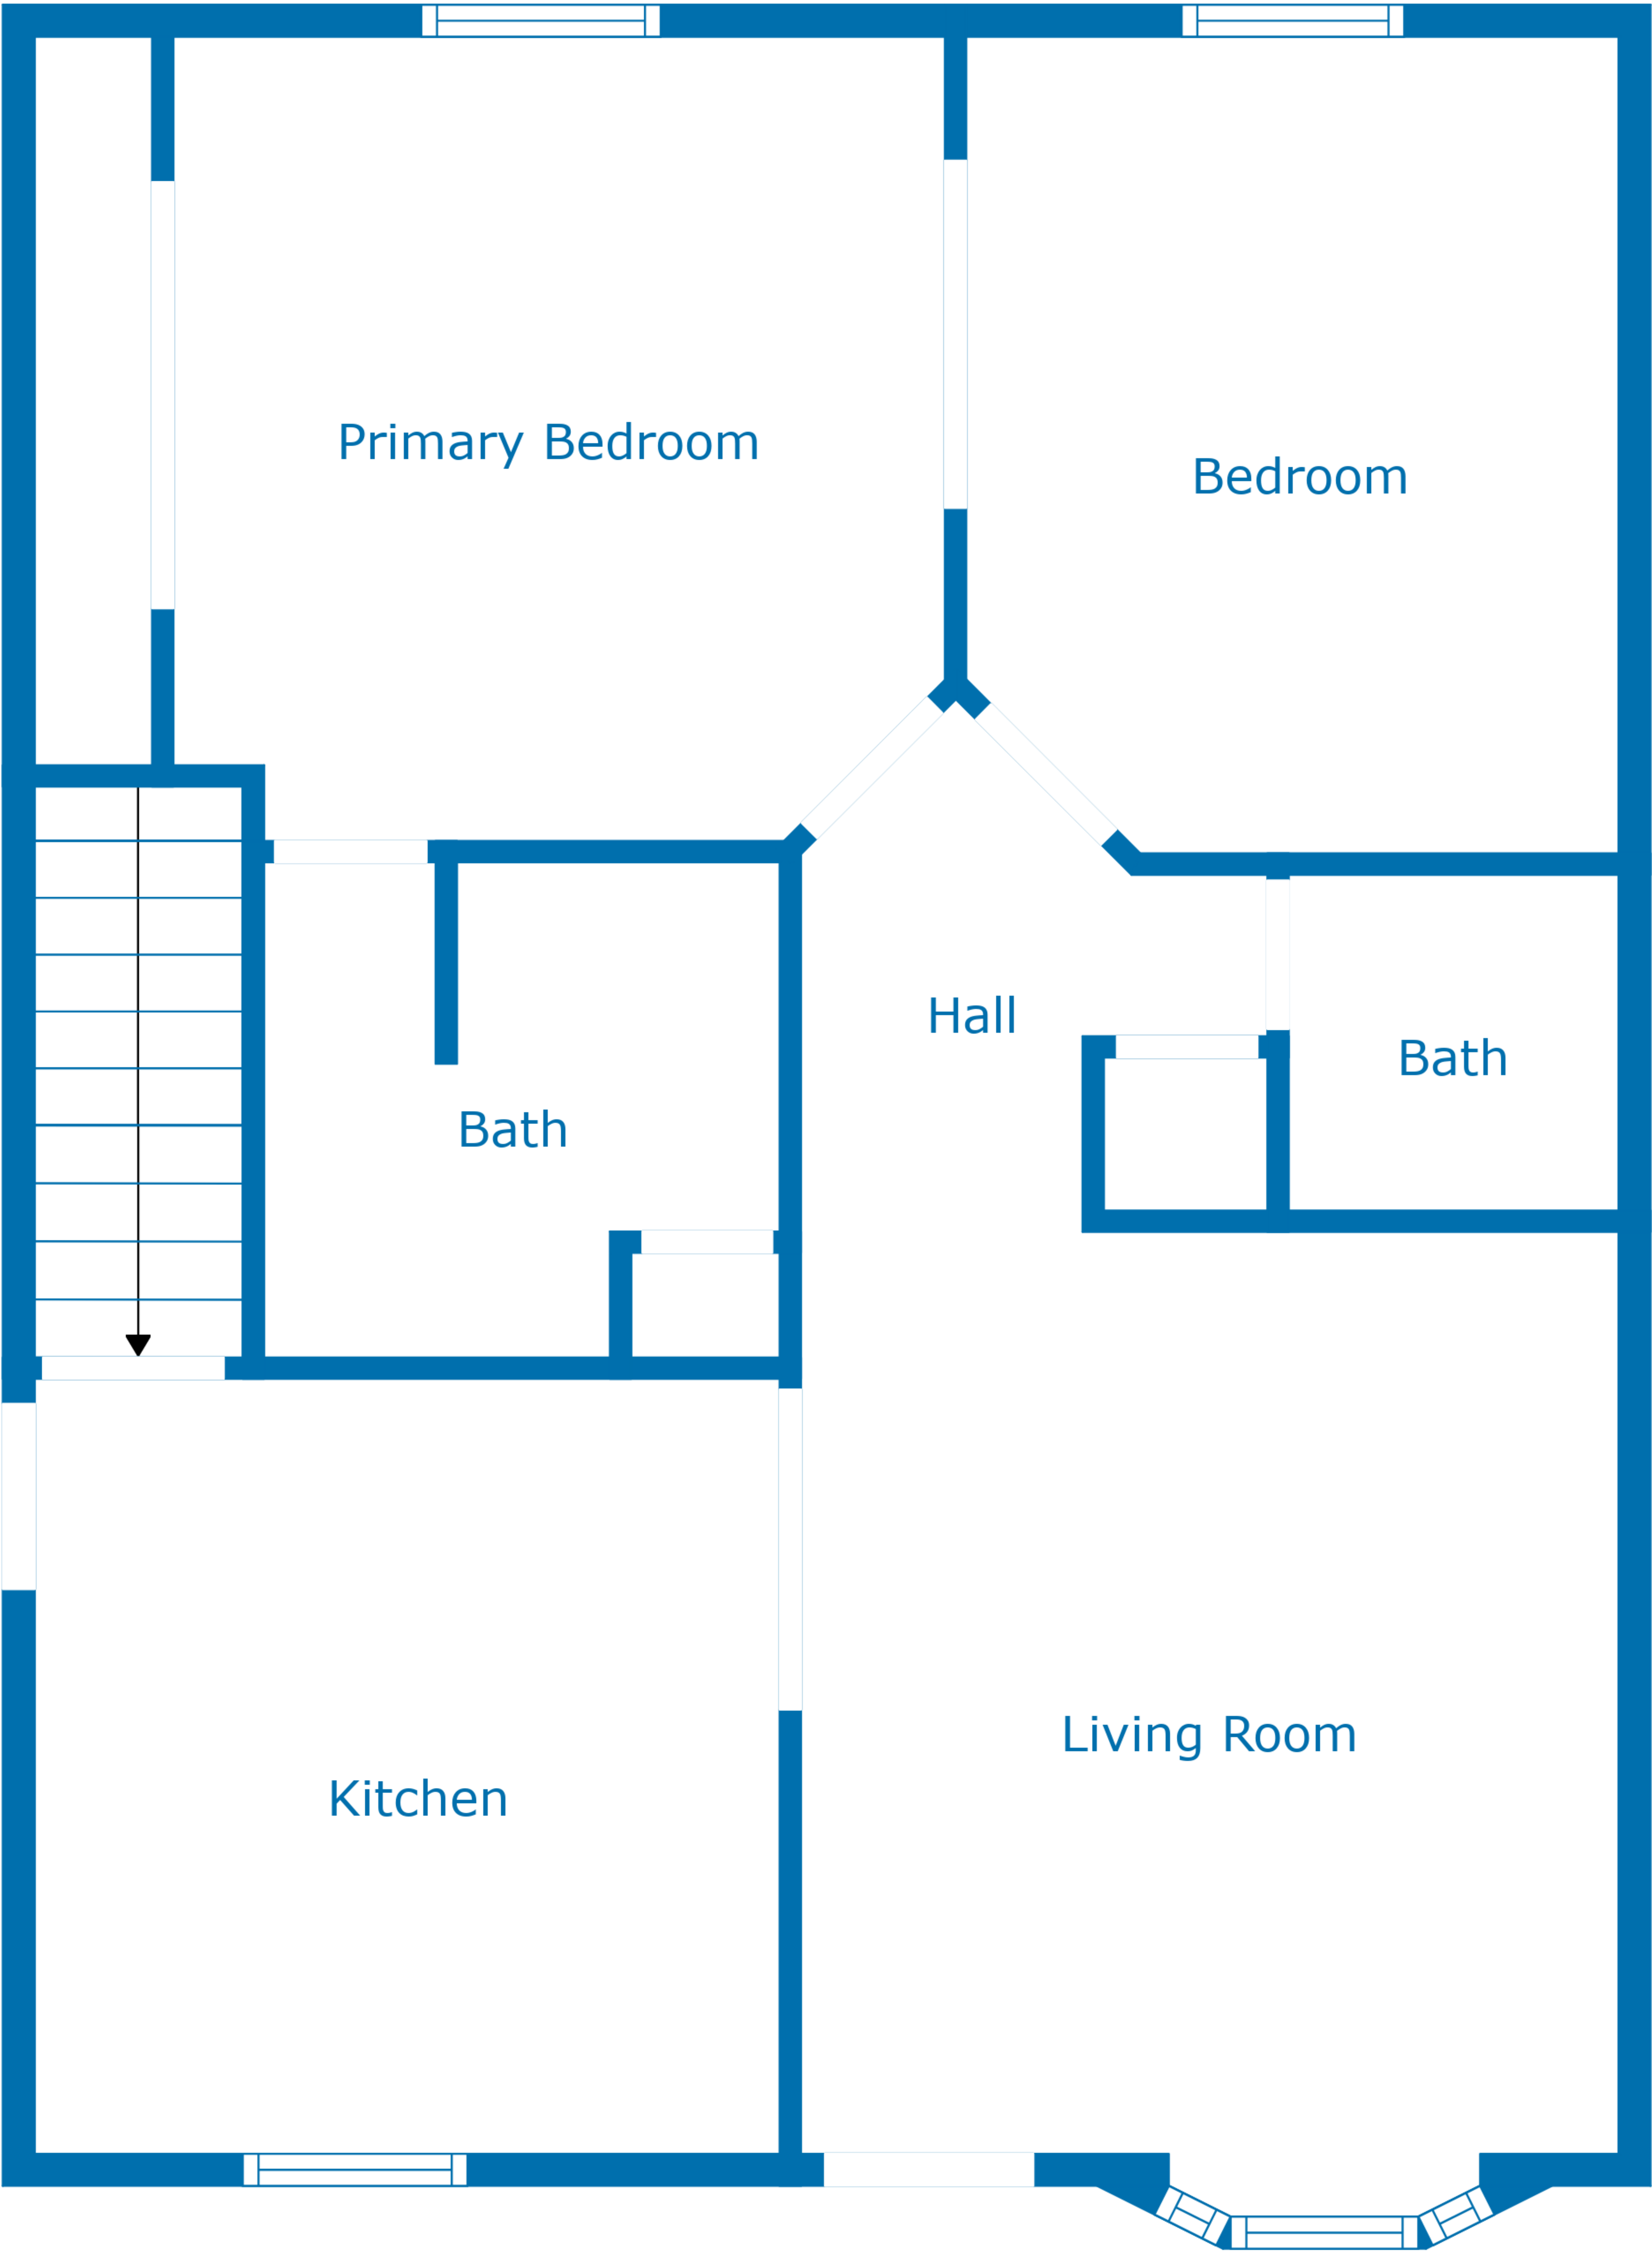 Primary Bedroom
Bedroom
Hall
Bath
Bath
Living Room
Kitchen